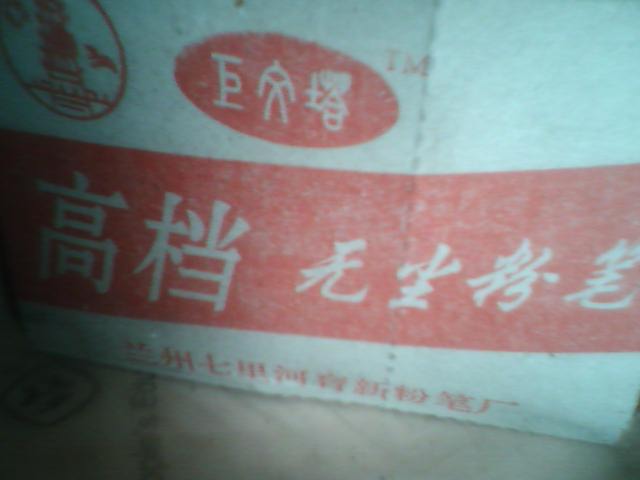 巨文塔 TM
高档 无尘粉笔
兰州七里河育新粉笔厂